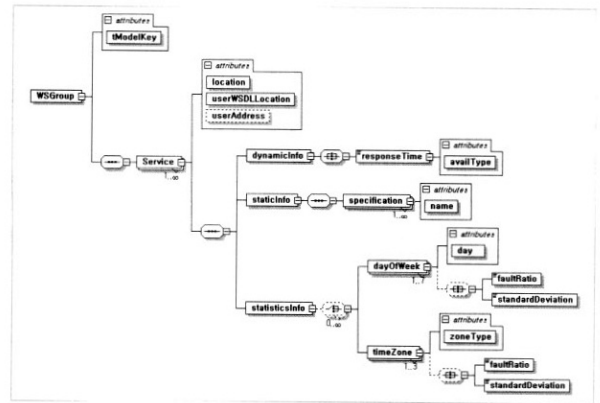 attributes
tModelKey
WSGroup
Service
1..∞
attributes
location
userWSDLLocation
userAddress
dynamicInfo
responseTime
attributes
availType
staticInfo
specification
1..∞
attributes
name
statisticsInfo
0..∞
dayOfWeek
1..7
attributes
day
faultRatio
standardDeviation
timeZone
1..3
attributes
zoneType
faultRatio
standardDeviation